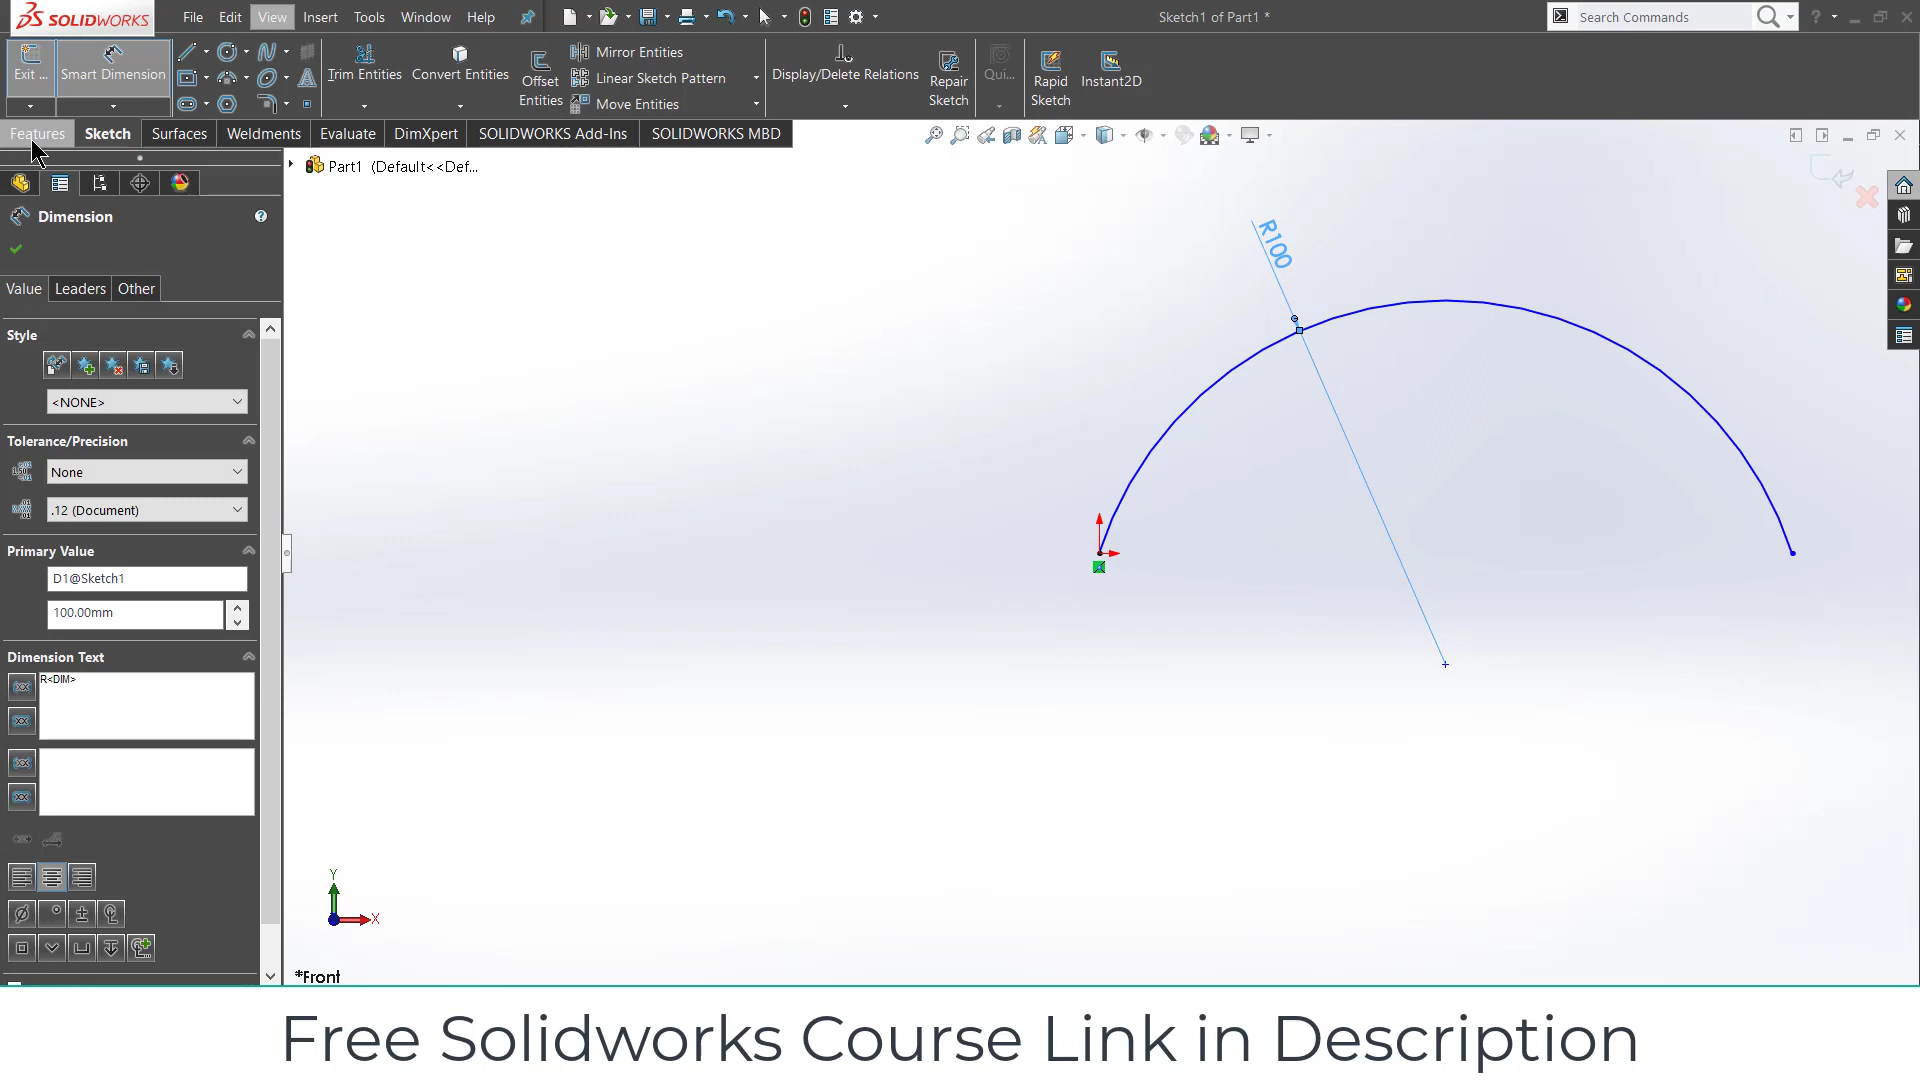 SOLIDWORKS
File Edit View Insert Tools Window Help
Sketch1 of Part1 *
Search Commands
Exit ...
Smart Dimension
Trim Entities
Convert Entities
Offset
Entities
Mirror Entities
Linear Sketch Pattern
Move Entities
Display/Delete Relations
Repair
Sketch
Qui...
Rapid
Sketch
Instant2D
Features Sketch Surfaces Weldments Evaluate DimXpert SOLIDWORKS Add-Ins SOLIDWORKS MBD
Part1 (Default<<Def...
Dimension
Value Leaders Other
Style
<NONE>
Tolerance/Precision
None
.12 (Document)
Primary Value
D1@Sketch1
100.00mm
Dimension Text
R<DIM>
R100
Y
X
*Front
Free Solidworks Course Link in Description